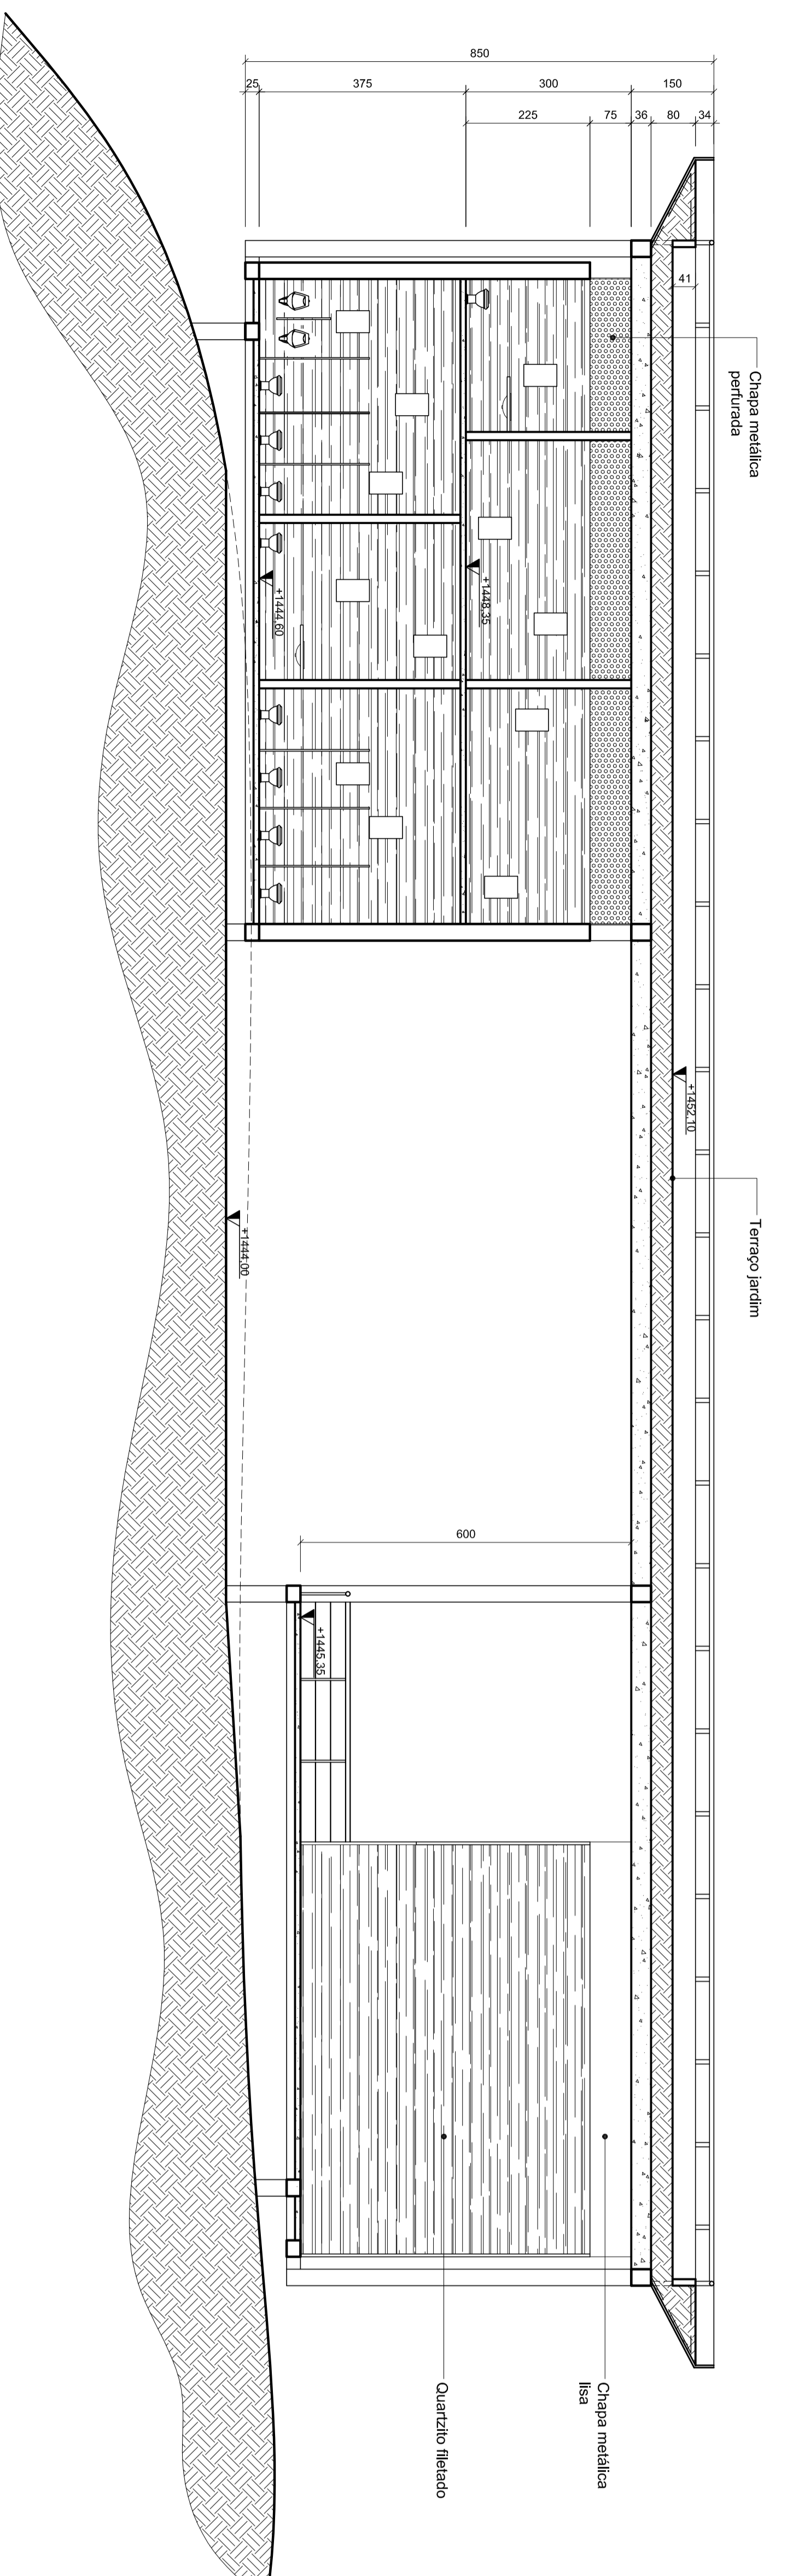 850
25
375
300
150
225
75
36
80
34
41
Chapa metálica
perfurada
+1448,35
+1444,60
+1452,10
Terraço jardim
+1444,00
600
+1445,35
Chapa metálica
lisa
Quartzito filetado